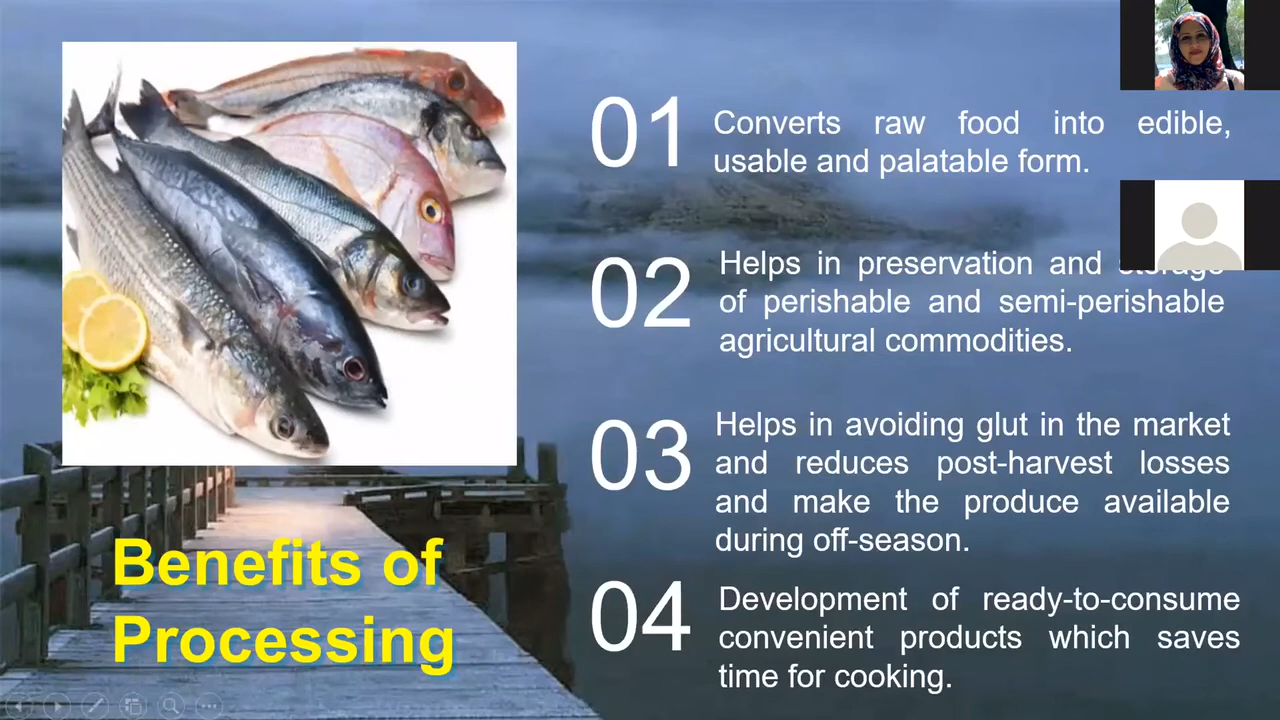 Benefits of
Processing
01
Converts raw food into edible,
usable and palatable form.
02
Helps in preservation and storage
of perishable and semi-perishable
agricultural commodities.
03
Helps in avoiding glut in the market
and reduces post-harvest losses
and make the produce available
during off-season.
04
Development of ready-to-consume
convenient products which saves
time for cooking.